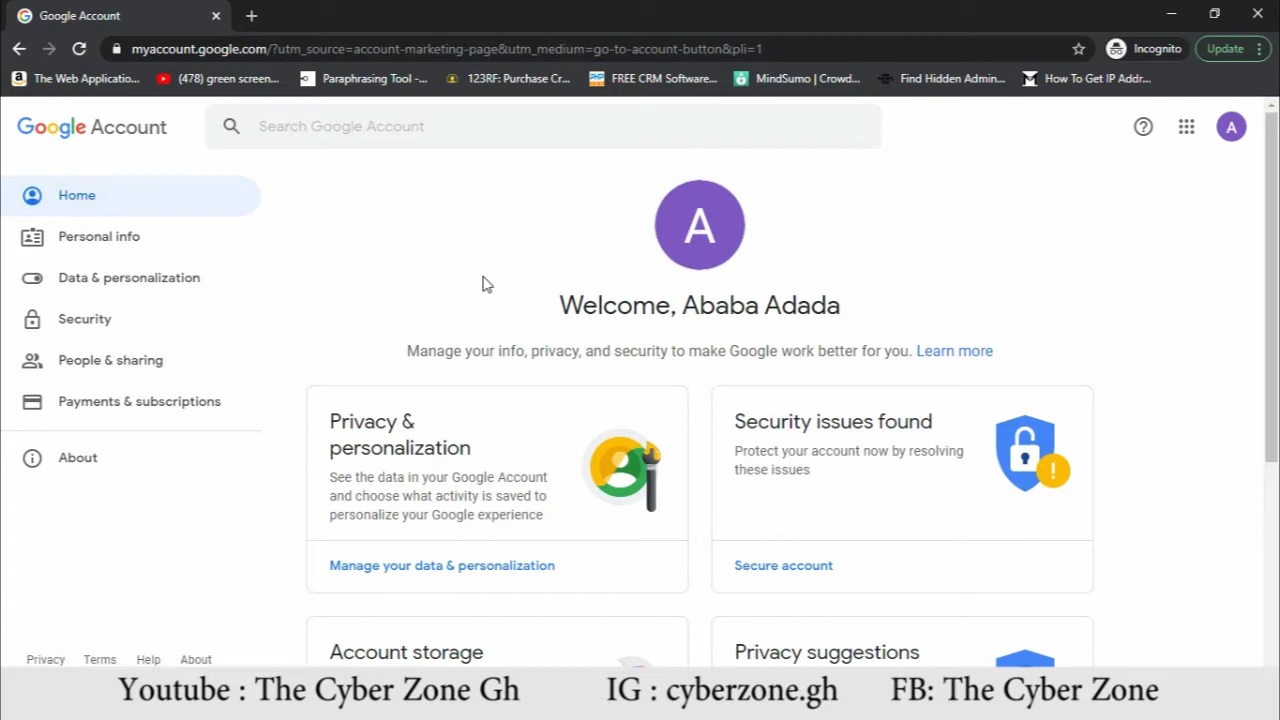 Google Account
myaccount.google.com/?utm_source=account-marketing-page&utm_medium=go-to-account-button&pli=1
Incognito
Update
The Web Applicatio...
(478) green screen...
Paraphrasing Tool -...
123RF: Purchase Cr...
FREE CRM Software...
MindSumo | Crowd...
Find Hidden Admin...
How To Get IP Addr...
Google Account
Search Google Account
A
Home
Personal info
Data & personalization
Security
People & sharing
Payments & subscriptions
About
A
Welcome, Ababa Adada
Manage your info, privacy, and security to make Google work better for you. Learn more
Privacy &
personalization
See the data in your Google Account
and choose what activity is saved to
personalize your Google experience
Manage your data & personalization
Security issues found
Protect your account now by resolving
these issues
Secure account
Account storage
Privacy suggestions
Privacy Terms Help About
Youtube : The Cyber Zone Gh IG : cyberzone.gh FB: The Cyber Zone